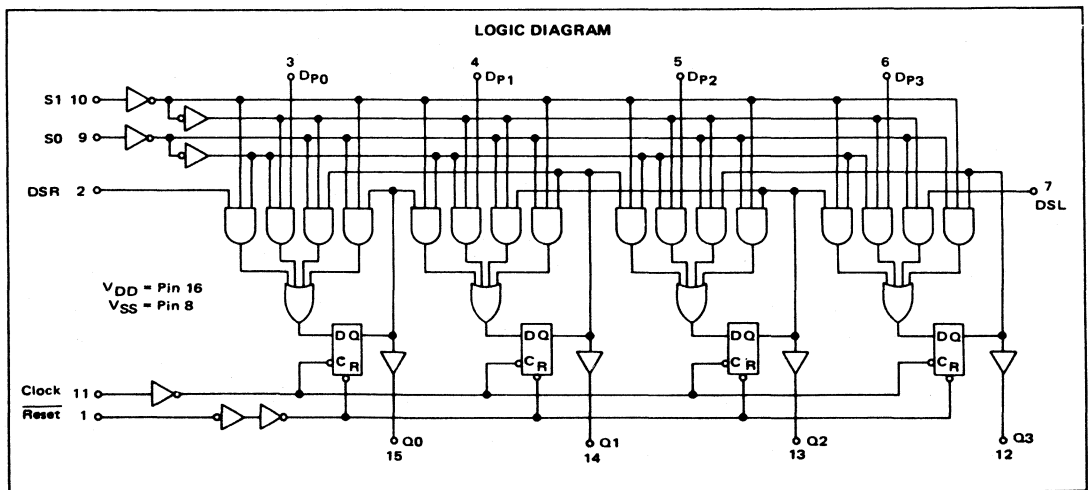 LOGIC DIAGRAM
3 DP0
4 DP1
5 DP2
6 DP3
S1 10
S0 9
DSR 2
7 DSL
VDD = Pin 16
VSS = Pin 8
D Q
C R
D Q
C R
D Q
C R
D Q
C R
Clock 11
Reset 1
Q0
15
Q1
14
Q2
13
Q3
12